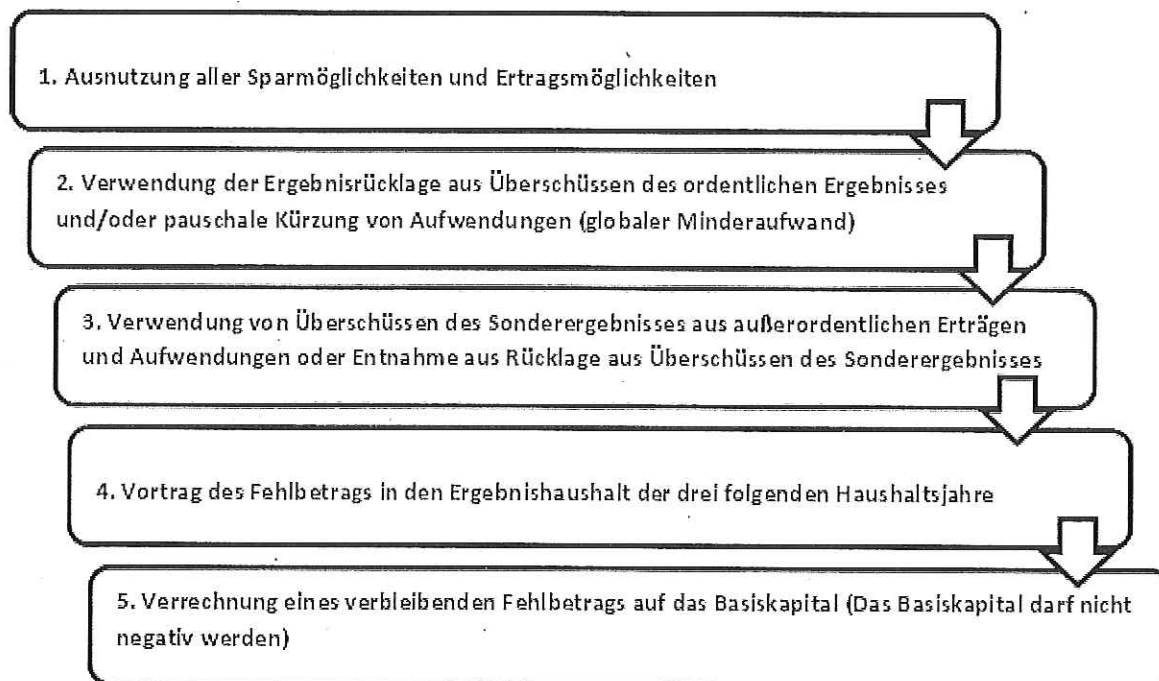 1. Ausnutzung aller Sparmöglichkeiten und Ertragsmöglichkeiten
2. Verwendung der Ergebnisrücklage aus Überschüssen des ordentlichen Ergebnisses
und/oder pauschale Kürzung von Aufwendungen (globaler Minderaufwand)
3. Verwendung von Überschüssen des Sonderergebnisses aus außerordentlichen Erträgen
und Aufwendungen oder Entnahme aus Rücklage aus Überschüssen des Sonderergebnisses
4. Vortrag des Fehlbetrags in den Ergebnishaushalt der drei folgenden Haushaltsjahre
5. Verrechnung eines verbleibenden Fehlbetrags auf das Basiskapital (Das Basiskapital darf nicht
negativ werden)